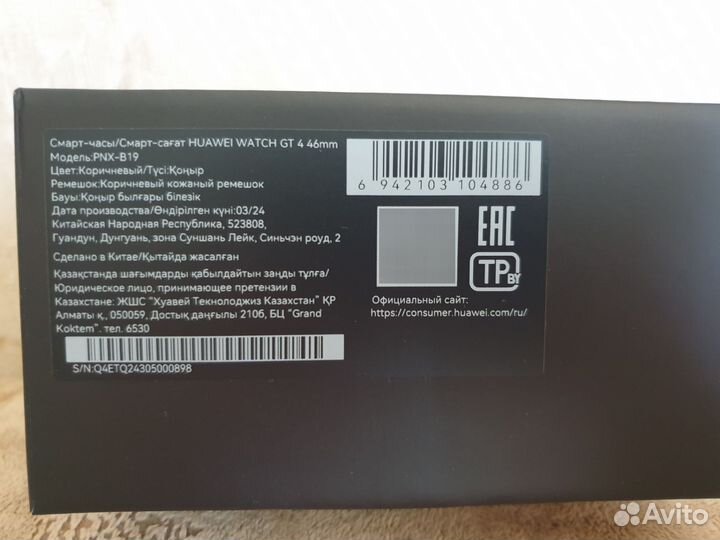 Смарт-часы/Смарт-сағат HUAWEI WATCH GT 4 46mm
Модель:PNX-B19
Цвет:Коричневый/Түсі:Қоңыр
Ремешок:Коричневый кожаный ремешок
Бауы:Қоңыр былғары білезік
Дата производства/Өндірілген күні:03/24
Китайская Народная Республика, 523808,
Гуандун, Дунгуань, зона Суншань Лейк, Синьчэн роуд, 2
Сделано в Китае/Қытайда жасалған
Қазақстанда шағымдарды қабылдайтын заңды тұлға/
Юридическое лицо, принимающее претензии в
Казахстане: ЖШС "Хуавей Текнолоджиз Казахстан" ҚР
Алматы қ., 050059, Достық даңғылы 210б, БЦ "Grand
Koktem". тел. 6530
S/N:Q4ETQ24305000898
6 942103 104886
EAC
TP BY
Официальный сайт:
https://consumer.huawei.com/ru/
Avito